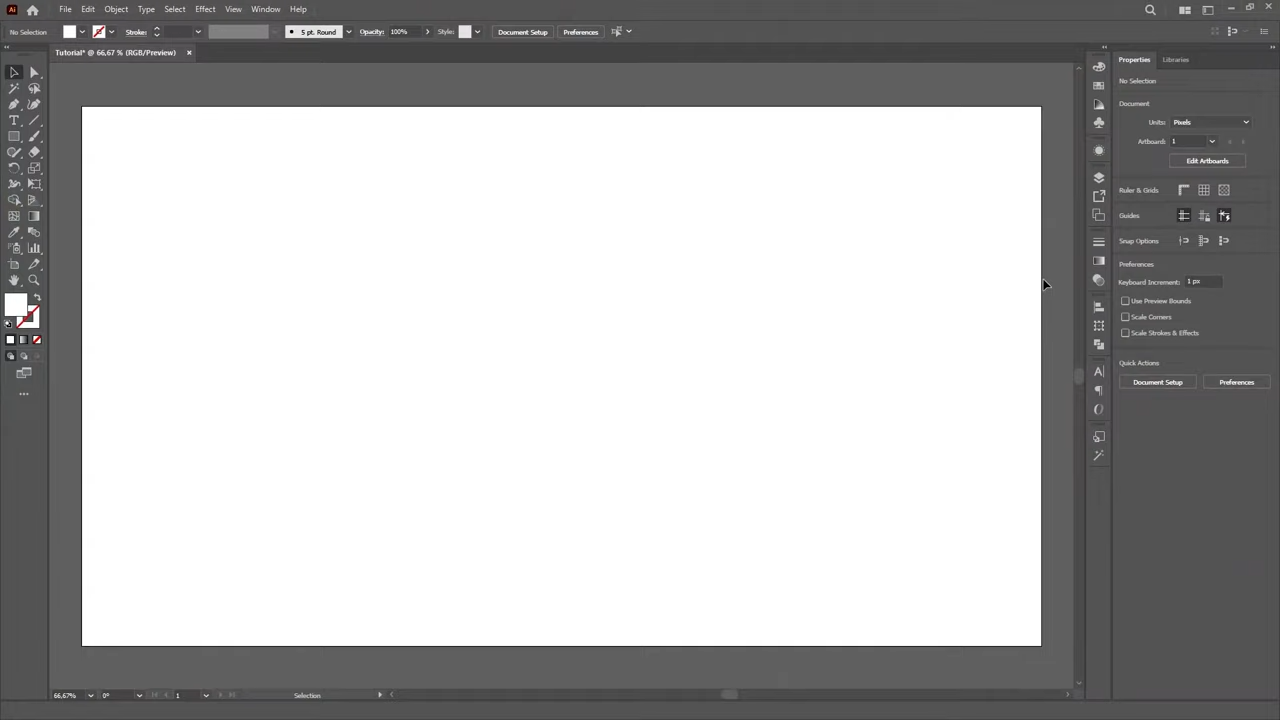 Ai File Edit Object Type Select Effect View Window Help
No Selection Stroke: 5 pt. Round Opacity: 100% Style: Document Setup Preferences
Tutorial* @ 66,67 % (RGB/Preview)
Properties Libraries
No Selection
Document
Units: Pixels
Artboard: 1
Edit Artboards
Ruler & Grids
Guides
Snap Options
Preferences
Keyboard Increment: 1 px
Use Preview Bounds
Scale Corners
Scale Strokes & Effects
Quick Actions
Document Setup Preferences
66,67% 0° 1 Selection